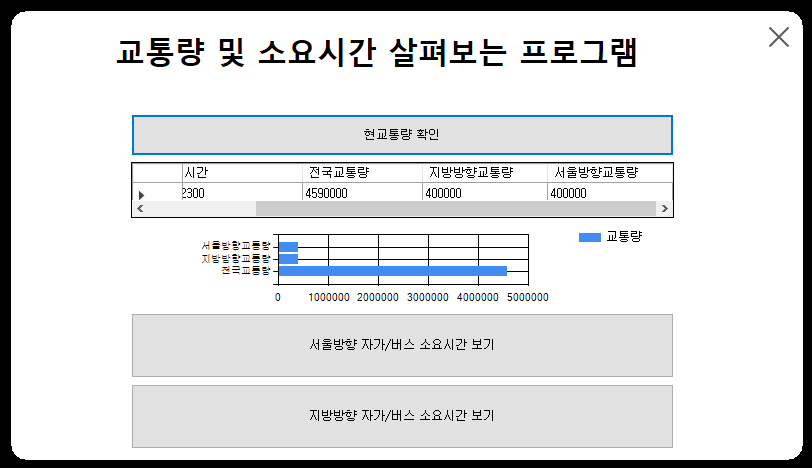 교통량 및 소요시간 살펴보는 프로그램
현교통량 확인
시간 전국교통량 지방방향교통량 서울방향교통량
2300 4590000 400000 400000
교통량
서울방향교통량
지방방향교통량
전국교통량
0 1000000 2000000 3000000 4000000 5000000
서울방향 자가/버스 소요시간 보기
지방방향 자가/버스 소요시간 보기